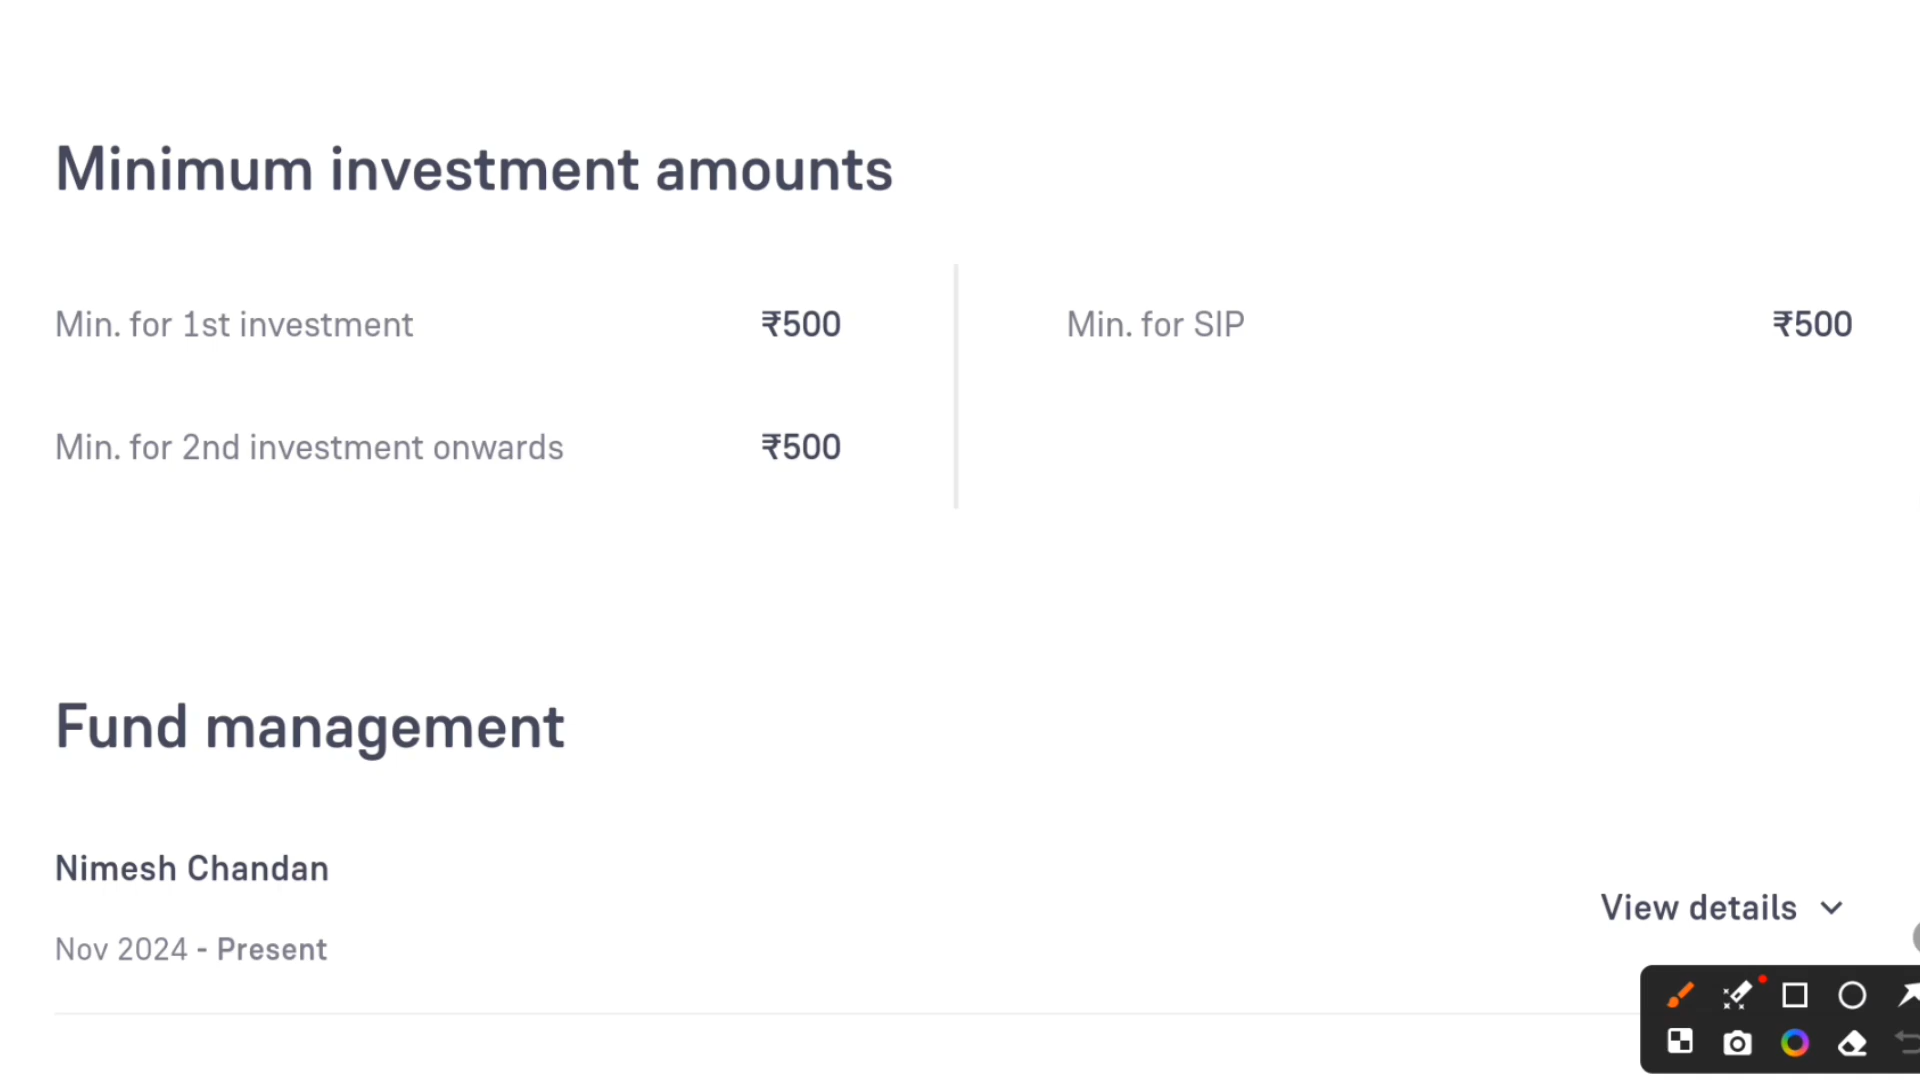 Minimum investment amounts
Min. for 1st investment ₹500
Min. for SIP ₹500
Min. for 2nd investment onwards ₹500
Fund management
Nimesh Chandan
View details
Nov 2024 - Present